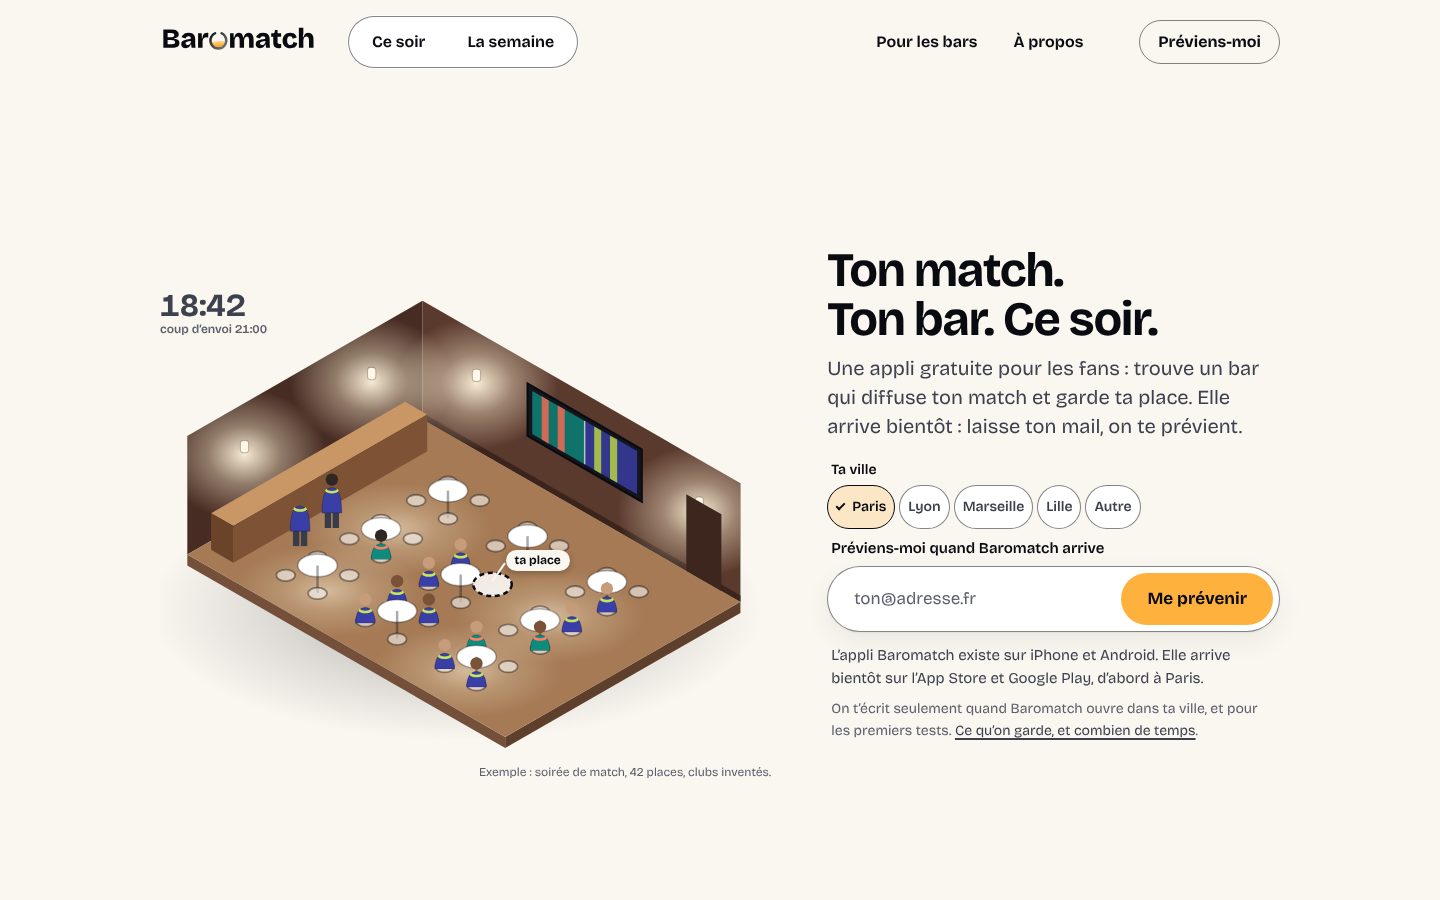 Baromatch
Ce soir
La semaine
Pour les bars
À propos
Préviens-moi
18:42
coup d’envoi 21:00
ta place
Exemple : soirée de match, 42 places, clubs inventés.
Ton match.
Ton bar. Ce soir.
Une appli gratuite pour les fans : trouve un bar
qui diffuse ton match et garde ta place. Elle
arrive bientôt : laisse ton mail, on te prévient.
Ta ville
Paris
Lyon
Marseille
Lille
Autre
Préviens-moi quand Baromatch arrive
ton@adresse.fr
Me prévenir
L’appli Baromatch existe sur iPhone et Android. Elle arrive
bientôt sur l’App Store et Google Play, d’abord à Paris.
On t’écrit seulement quand Baromatch ouvre dans ta ville, et pour
les premiers tests. Ce qu’on garde, et combien de temps.